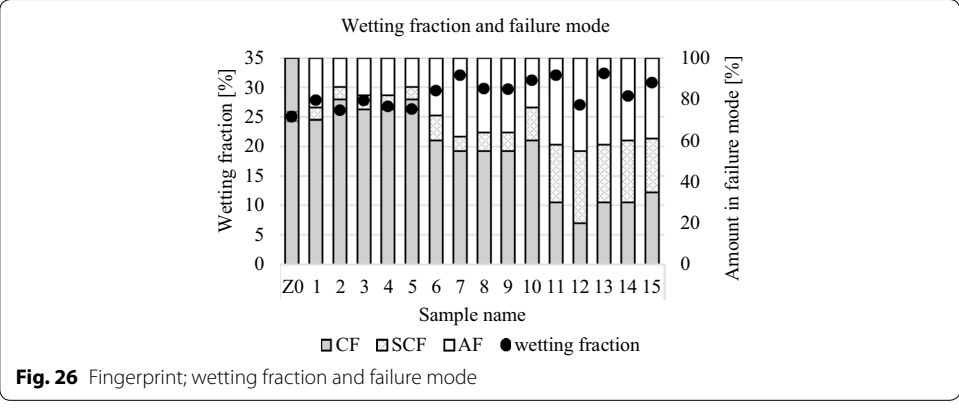 Wetting fraction and failure mode
Wetting fraction [%]
35
30
25
20
15
10
5
0
100
80
60
40
20
0
Amount in failure mode [%]
Z0 1 2 3 4 5 6 7 8 9 10 11 12 13 14 15
Sample name
CF SCF AF wetting fraction
Fig. 26 Fingerprint; wetting fraction and failure mode